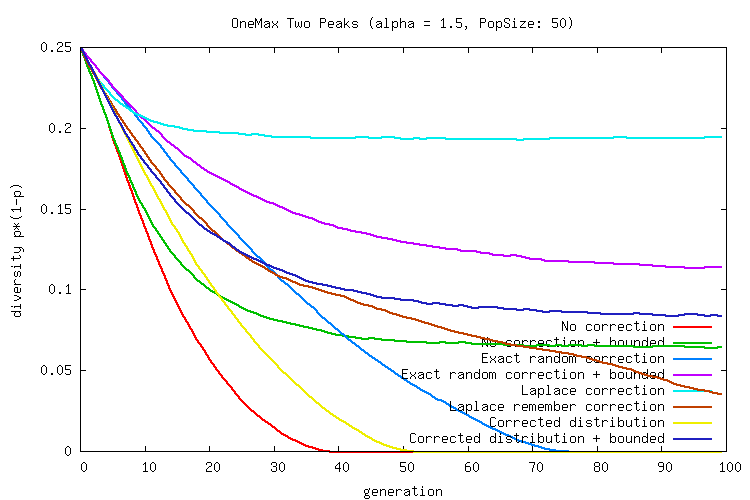 OneMax Two Peaks (alpha = 1.5, PopSize: 50)
0.25
0.2
0.15
0.1
0.05
0
diversity p*(1-p)
No correction
No correction + bounded
Exact random correction
Exact random correction + bounded
Laplace correction
Laplace remember correction
Corrected distribution
Corrected distribution + bounded
0 10 20 30 40 50 60 70 80 90 100
generation